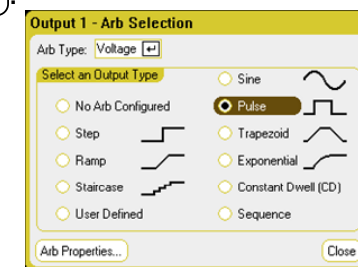 Output 1 - Arb Selection
Arb Type: Voltage
Select an Output Type
Sine
No Arb Configured
Pulse
Step
Trapezoid
Ramp
Exponential
Staircase
Constant Dwell (CD)
User Defined
Sequence
Arb Properties...
Close